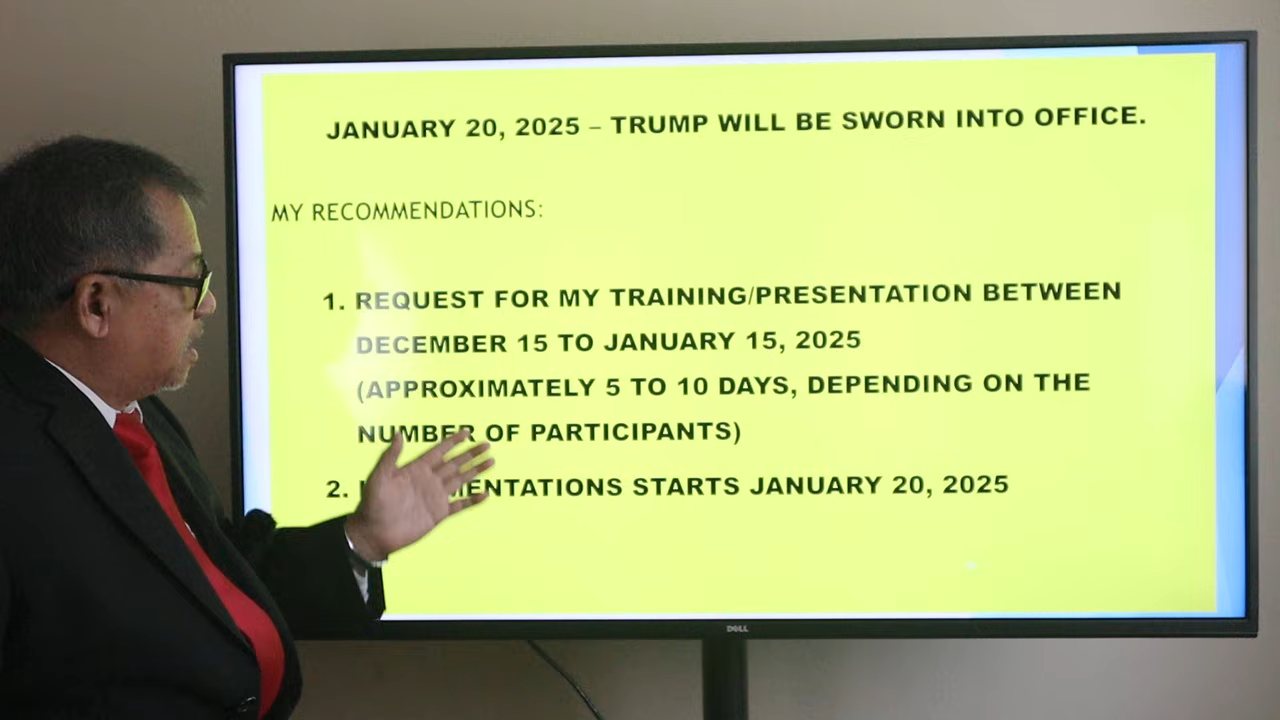 JANUARY 20, 2025 – TRUMP WILL BE SWORN INTO OFFICE.
MY RECOMMENDATIONS:
1. REQUEST FOR MY TRAINING/PRESENTATION BETWEEN
DECEMBER 15 TO JANUARY 15, 2025
(APPROXIMATELY 5 TO 10 DAYS, DEPENDING ON THE
NUMBER OF PARTICIPANTS)
2. STARTS JANUARY 20, 2025
DELL